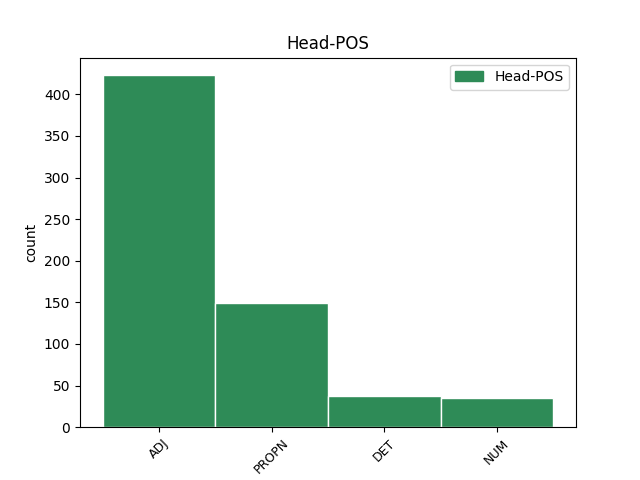 Head-POS
Head-POS
count
400
350
300
250
200
150
100
50
0
ADJ
PROPN
DET
NUM